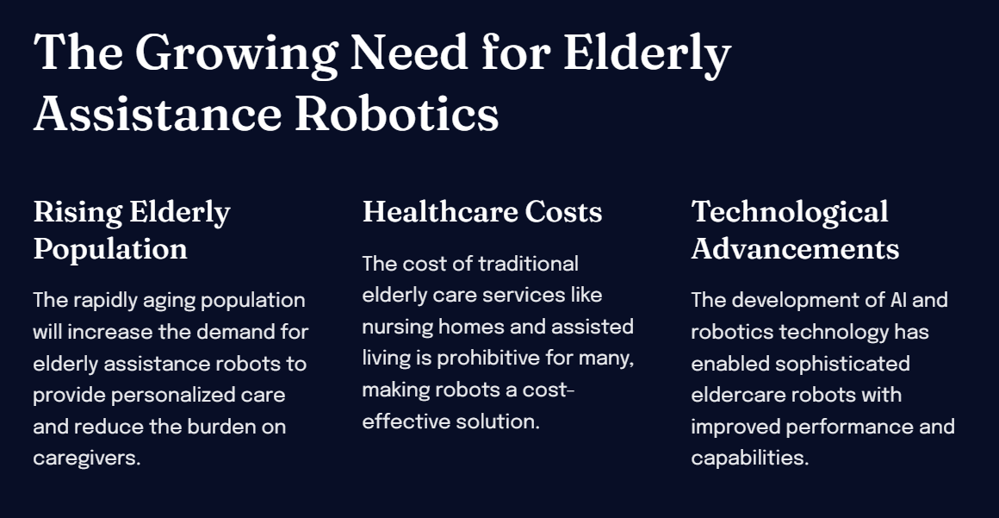 The Growing Need for Elderly
Assistance Robotics
Rising Elderly
Population
The rapidly aging population
will increase the demand for
elderly assistance robots to
provide personalized care
and reduce the burden on
caregivers.
Healthcare Costs
The cost of traditional
elderly care services like
nursing homes and assisted
living is prohibitive for many,
making robots a cost-
effective solution.
Technological
Advancements
The development of AI and
robotics technology has
enabled sophisticated
eldercare robots with
improved performance and
capabilities.